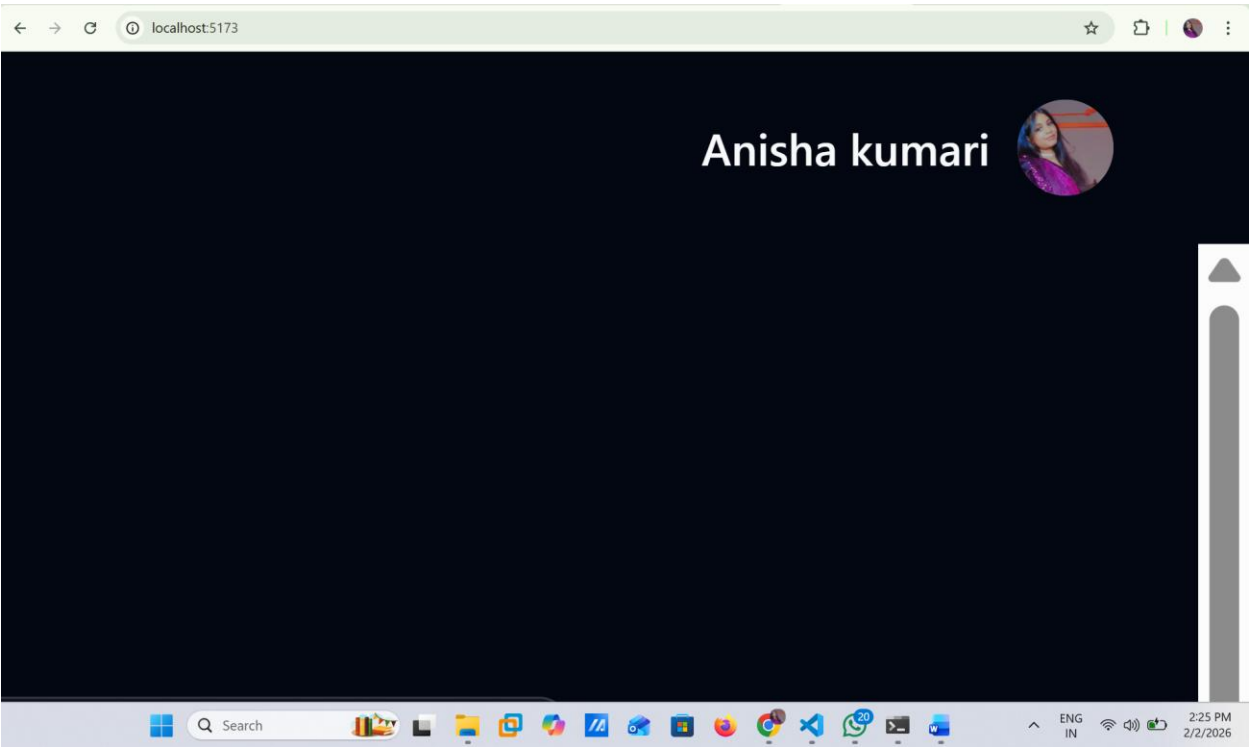 localhost:5173
Anisha kumari
Search
20
ENG
IN
2:25 PM
2/2/2026